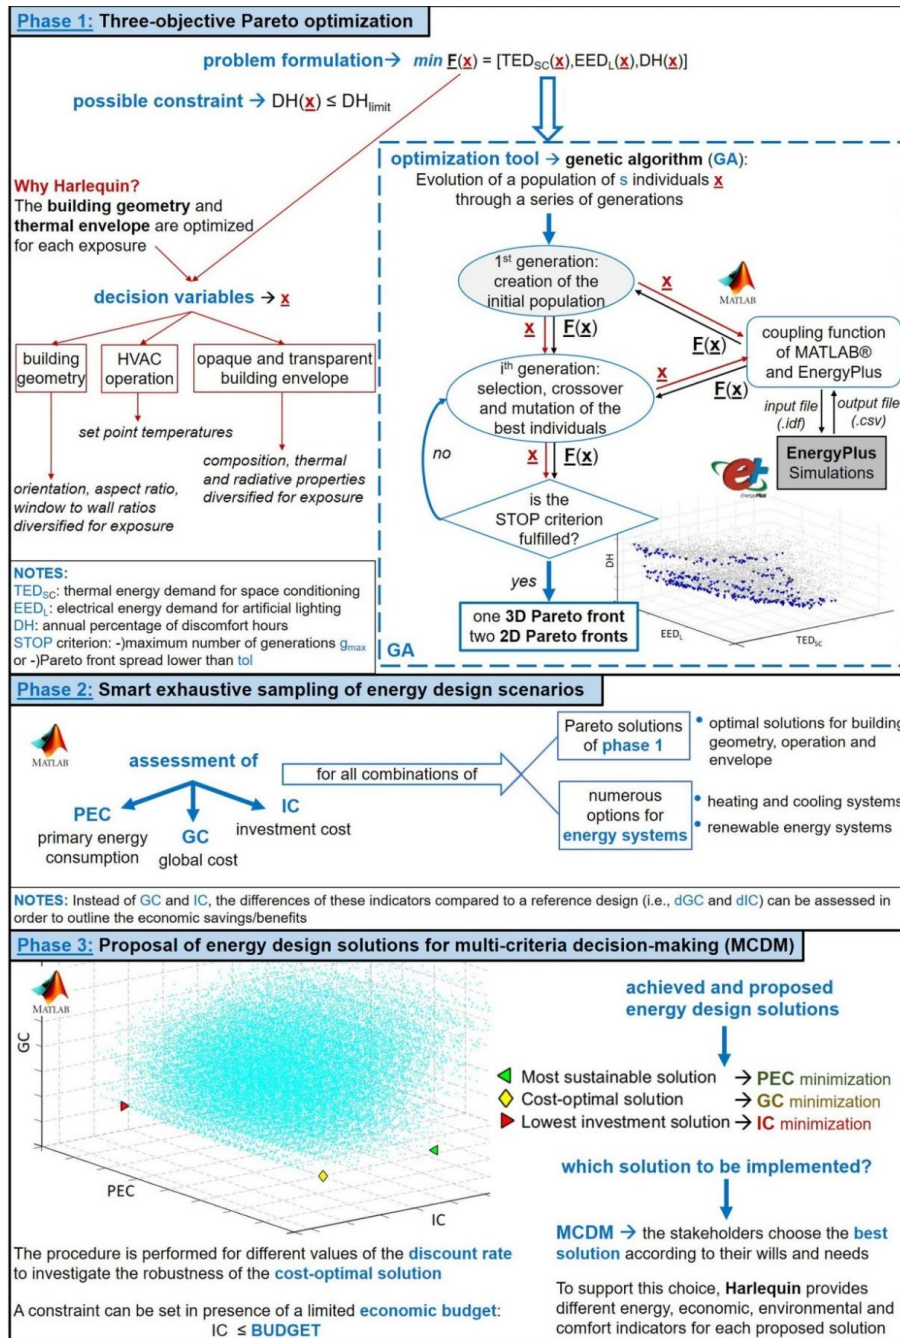 Phase 1: Three-objective Pareto optimization
problem formulation→ min F(x) = [TEDSC(x),EEDL(x),DH(x)]
possible constraint → DH(x) ≤ DHlimit
Why Harlequin?
The building geometry and
thermal envelope are optimized
for each exposure
decision variables → x
building
geometry
HVAC
operation
opaque and transparent
building envelope
set point temperatures
orientation, aspect ratio,
window to wall ratios
diversified for exposure
composition, thermal
and radiative properties
diversified for exposure
NOTES:
TEDSC: thermal energy demand for space conditioning
EEDL: electrical energy demand for artificial lighting
DH: annual percentage of discomfort hours
STOP criterion: -)maximum number of generations gmax
or -)Pareto front spread lower than tol
optimization tool → genetic algorithm (GA):
Evolution of a population of s individuals x
through a series of generations
1st generation:
creation of the
initial population
x
F(x)
MATLAB
x
F(x)
coupling function
of MATLAB®
and EnergyPlus
ith generation:
selection, crossover
and mutation of the
best individuals
x
F(x)
input file
(.idf)
output file
(.csv)
EnergyPlus
Simulations
e+
EnergyPlus
x
F(x)
no
is the
STOP criterion
fulfilled?
yes
one 3D Pareto front
two 2D Pareto fronts
GA
DH
EEDL
TEDSC
Phase 2: Smart exhaustive sampling of energy design scenarios
MATLAB
assessment of
PEC
primary energy
consumption
GC
global cost
IC
investment cost
for all combinations of
Pareto solutions
of phase 1
• optimal solutions for building
geometry, operation and
envelope
numerous
options for
energy systems
• heating and cooling systems
• renewable energy systems
NOTES: Instead of GC and IC, the differences of these indicators compared to a reference design (i.e., dGC and dIC) can be assessed in
order to outline the economic savings/benefits
Phase 3: Proposal of energy design solutions for multi-criteria decision-making (MCDM)
MATLAB
GC
PEC
IC
achieved and proposed
energy design solutions
Most sustainable solution → PEC minimization
Cost-optimal solution → GC minimization
Lowest investment solution → IC minimization
which solution to be implemented?
MCDM → the stakeholders choose the best
solution according to their wills and needs
To support this choice, Harlequin provides
different energy, economic, environmental and
comfort indicators for each proposed solution
The procedure is performed for different values of the discount rate
to investigate the robustness of the cost-optimal solution
A constraint can be set in presence of a limited economic budget:
IC ≤ BUDGET